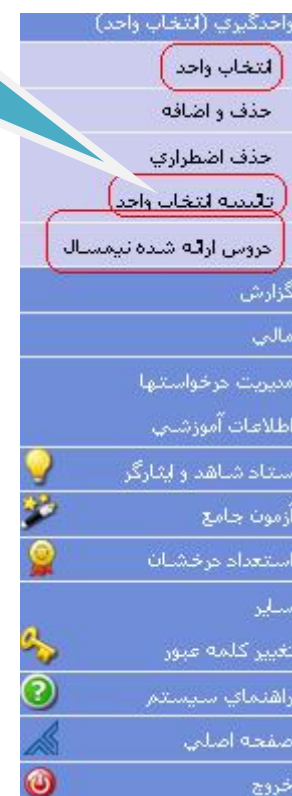 واحدگيري (انتخاب واحد)
انتخاب واحد
حذف و اضافه
حذف اضطراري
تائيديه انتخاب واحد
دروس ارائه شده نيمسال
گزارش
مالي
مديريت درخواستها
اطلاعات آموزشي
ستاد شاهد و ايثارگر
آزمون جامع
استعداد درخشان
ساير
تغيير كلمه عبور
راهنماي سيستم
صفحه اصلي
خروج